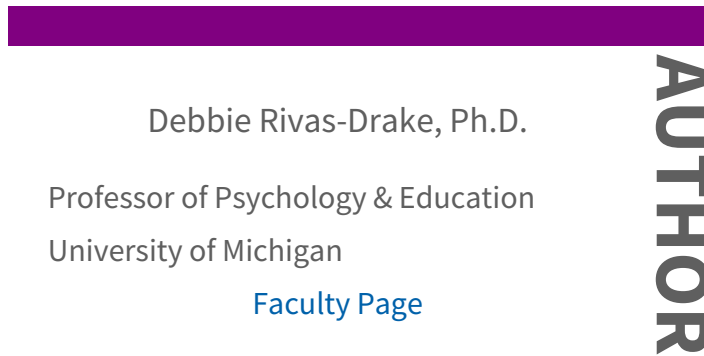 Debbie Rivas-Drake, Ph.D.
Professor of Psychology & Education
University of Michigan
Faculty Page
AUTHOR